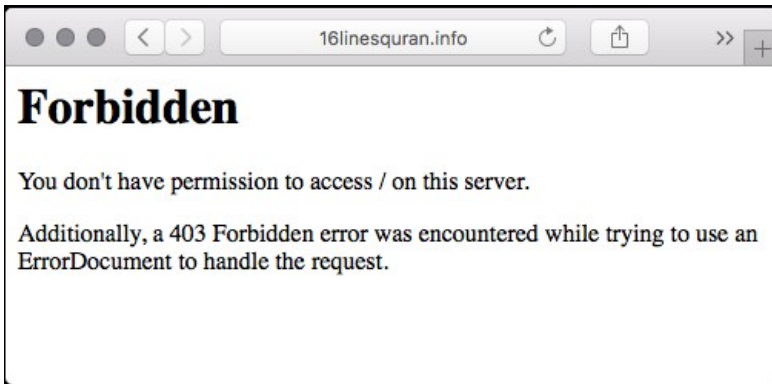 16linesquran.info
Forbidden
You don't have permission to access / on this server.
Additionally, a 403 Forbidden error was encountered while trying to use an
ErrorDocument to handle the request.